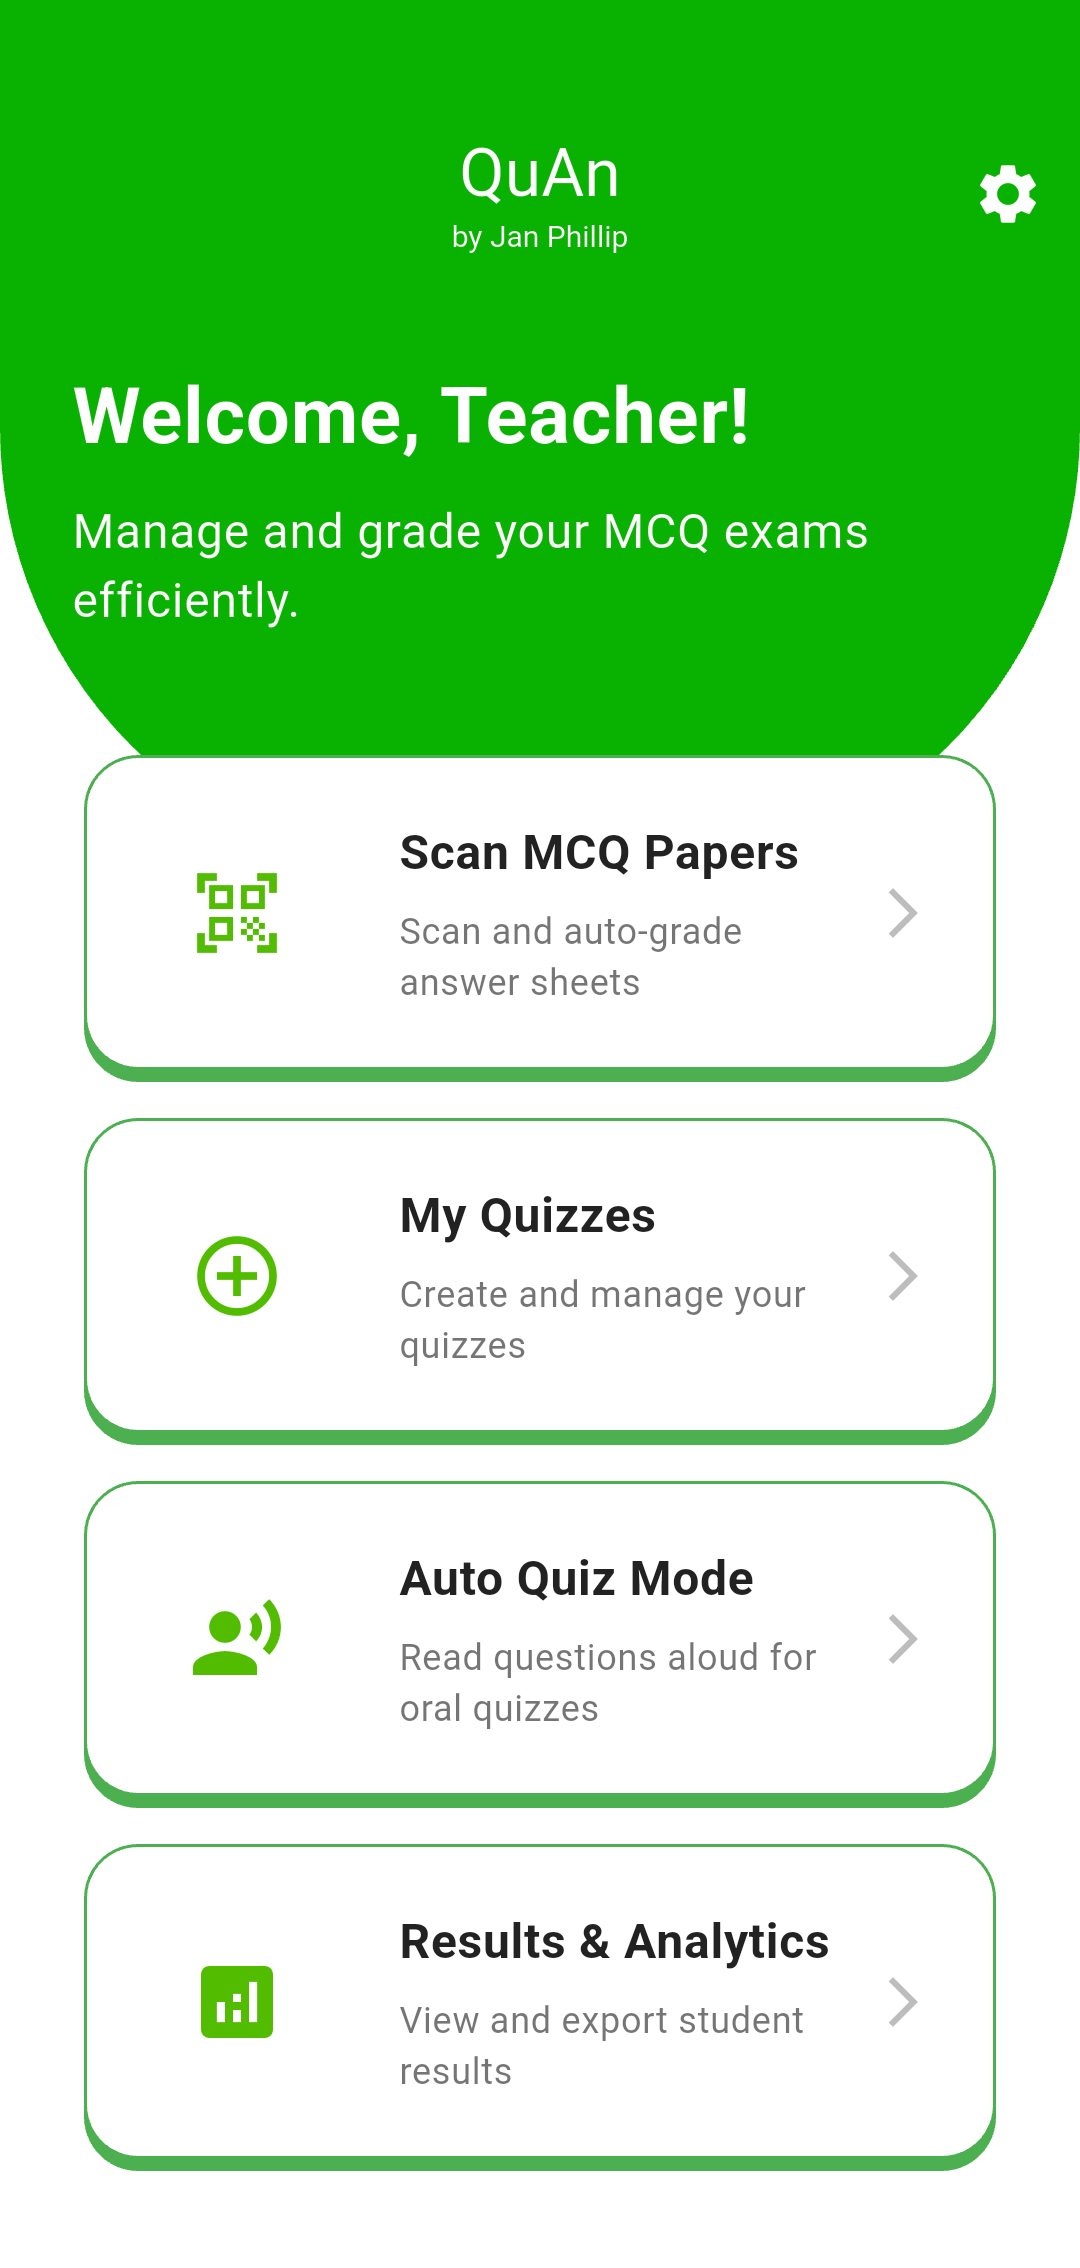 QuAn
by Jan Phillip
Welcome, Teacher!
Manage and grade your MCQ exams
efficiently.
Scan MCQ Papers
Scan and auto-grade
answer sheets
My Quizzes
Create and manage your
quizzes
Auto Quiz Mode
Read questions aloud for
oral quizzes
Results & Analytics
View and export student
results